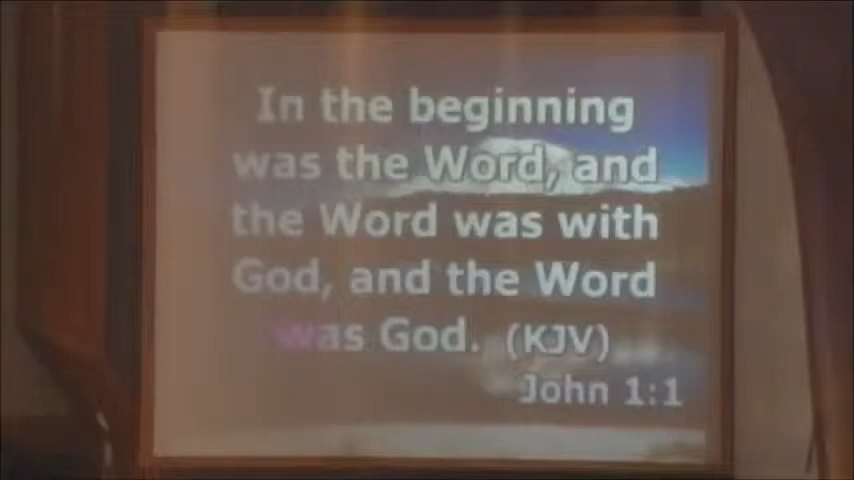 In the beginning
was the Word, and
the Word was with
God, and the Word
was God. (KJV)
John 1:1